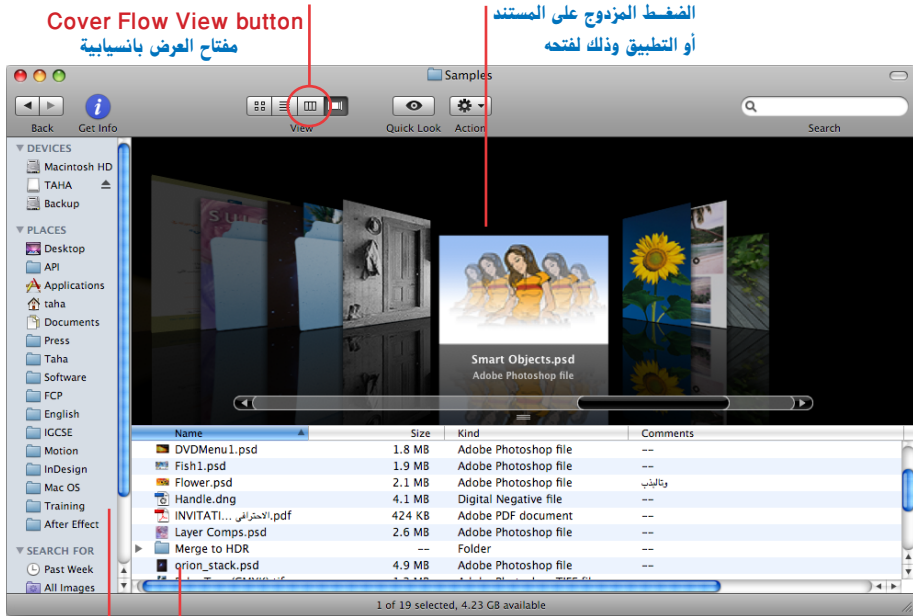 Cover Flow View button
مفتاح العرض بانسيابية
الضغط المزدوج على المستند
أو التطبيق وذلك لفتحه
Samples
Back
Get Info
View
Quick Look
Action
Search
DEVICES
Macintosh HD
TAHA
Backup
PLACES
Desktop
API
Applications
taha
Documents
Press
Taha
Software
FCP
English
IGCSE
Motion
InDesign
Mac OS
Training
After Effect
SEARCH FOR
Past Week
All Images
Smart Objects.psd
Adobe Photoshop file
Name Size Kind Comments
DVDMenu1.psd 1.8 MB Adobe Photoshop file --
Fish1.psd 1.9 MB Adobe Photoshop file --
Flower.psd 2.1 MB Adobe Photoshop file وتالبذب
Handle.dng 4.1 MB Digital Negative file --
INVITATI... الاحترافي.pdf 424 KB Adobe PDF document --
Layer Comps.psd 2.6 MB Adobe Photoshop file --
Merge to HDR -- Folder --
orion_stack.psd 4.9 MB Adobe Photoshop file --
1 of 19 selected, 4.23 GB available